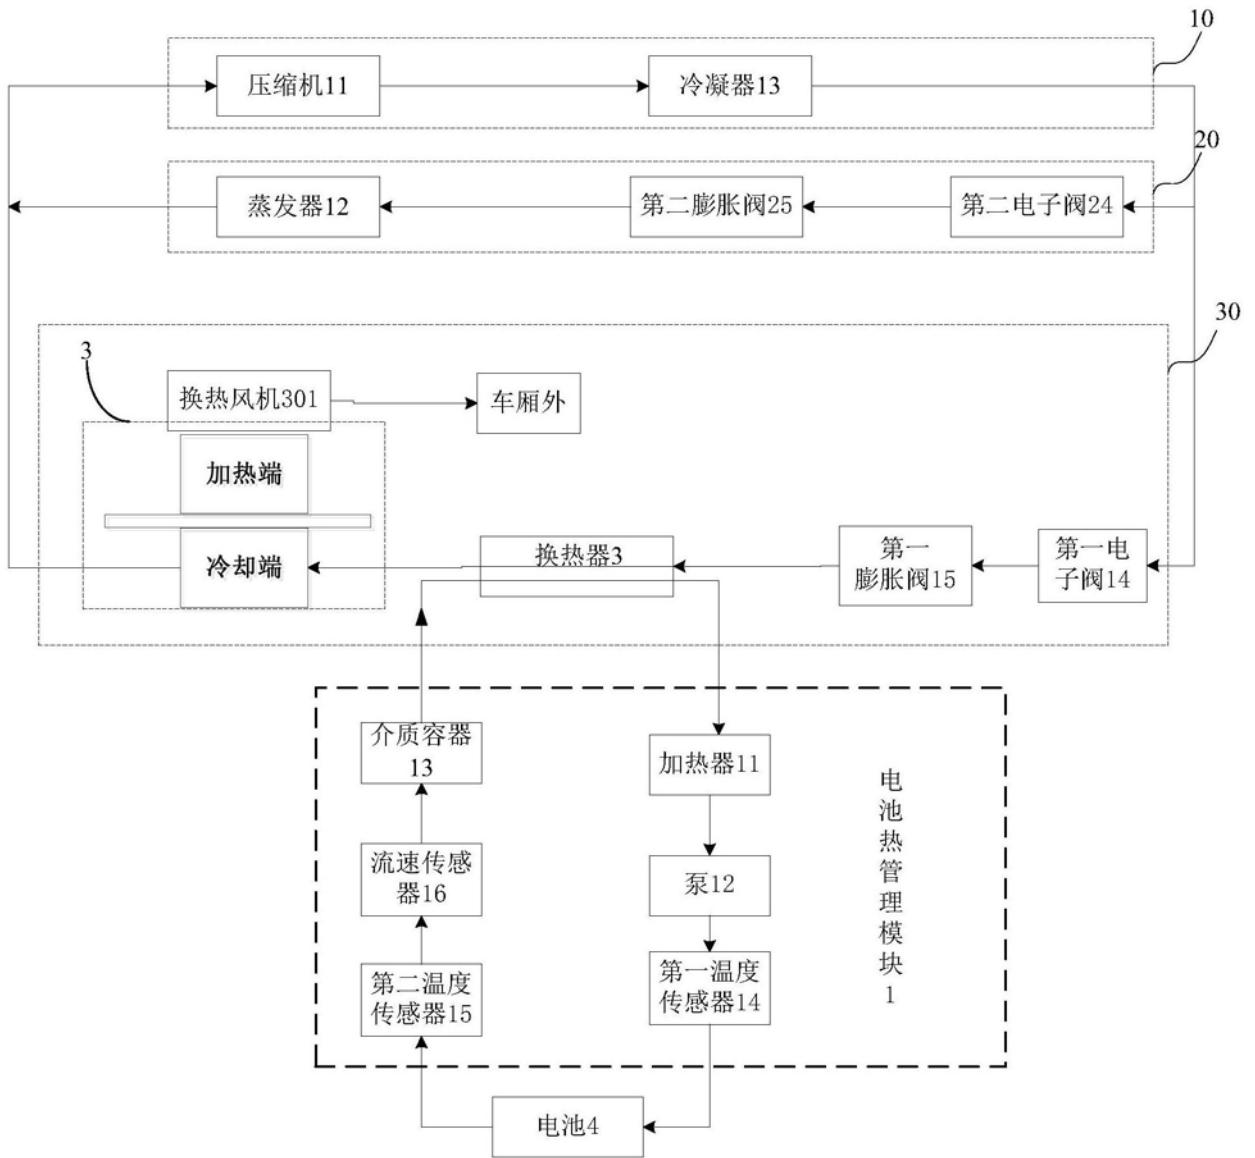 10
压缩机11
冷凝器13
20
蒸发器12
第二膨胀阀25
第二电子阀24
30
3
换热风机301
车厢外
加热端
冷却端
换热器3
第一
膨胀阀15
第一电
子阀14
介质容器
13
加热器11
流速传感
器16
泵12
第二温度
传感器15
第一温度
传感器14
电池热管理模块1
电池4